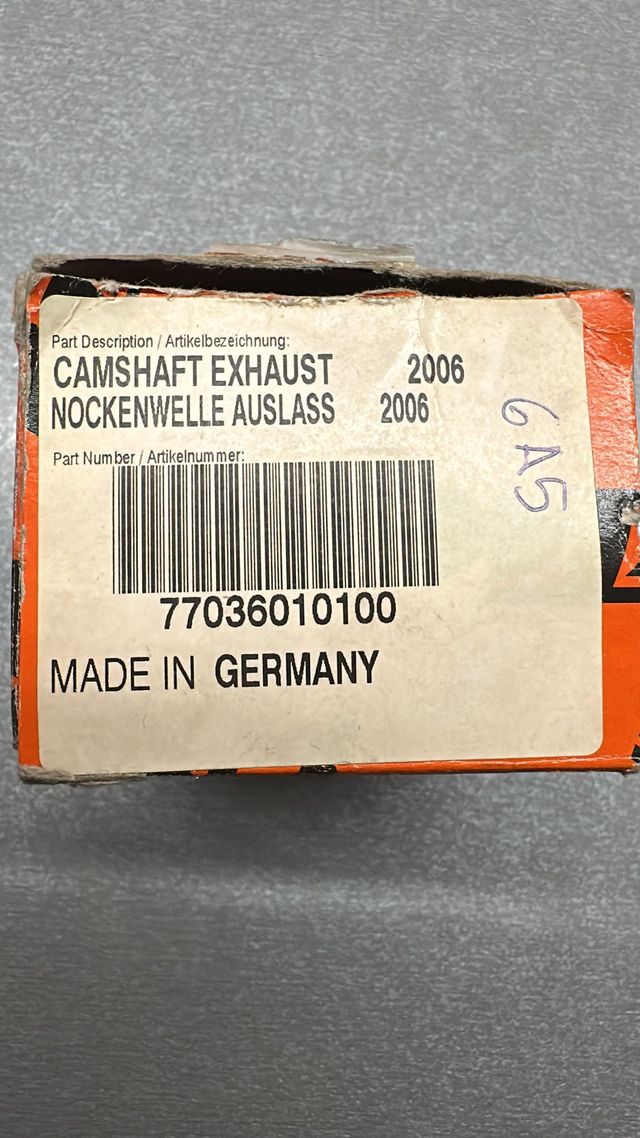 Part Description / Artikelbezeichnung:
CAMSHAFT EXHAUST 2006
NOCKENWELLE AUSLASS 2006
Part Number / Artikelnummer:
77036010100
MADE IN GERMANY
6A5